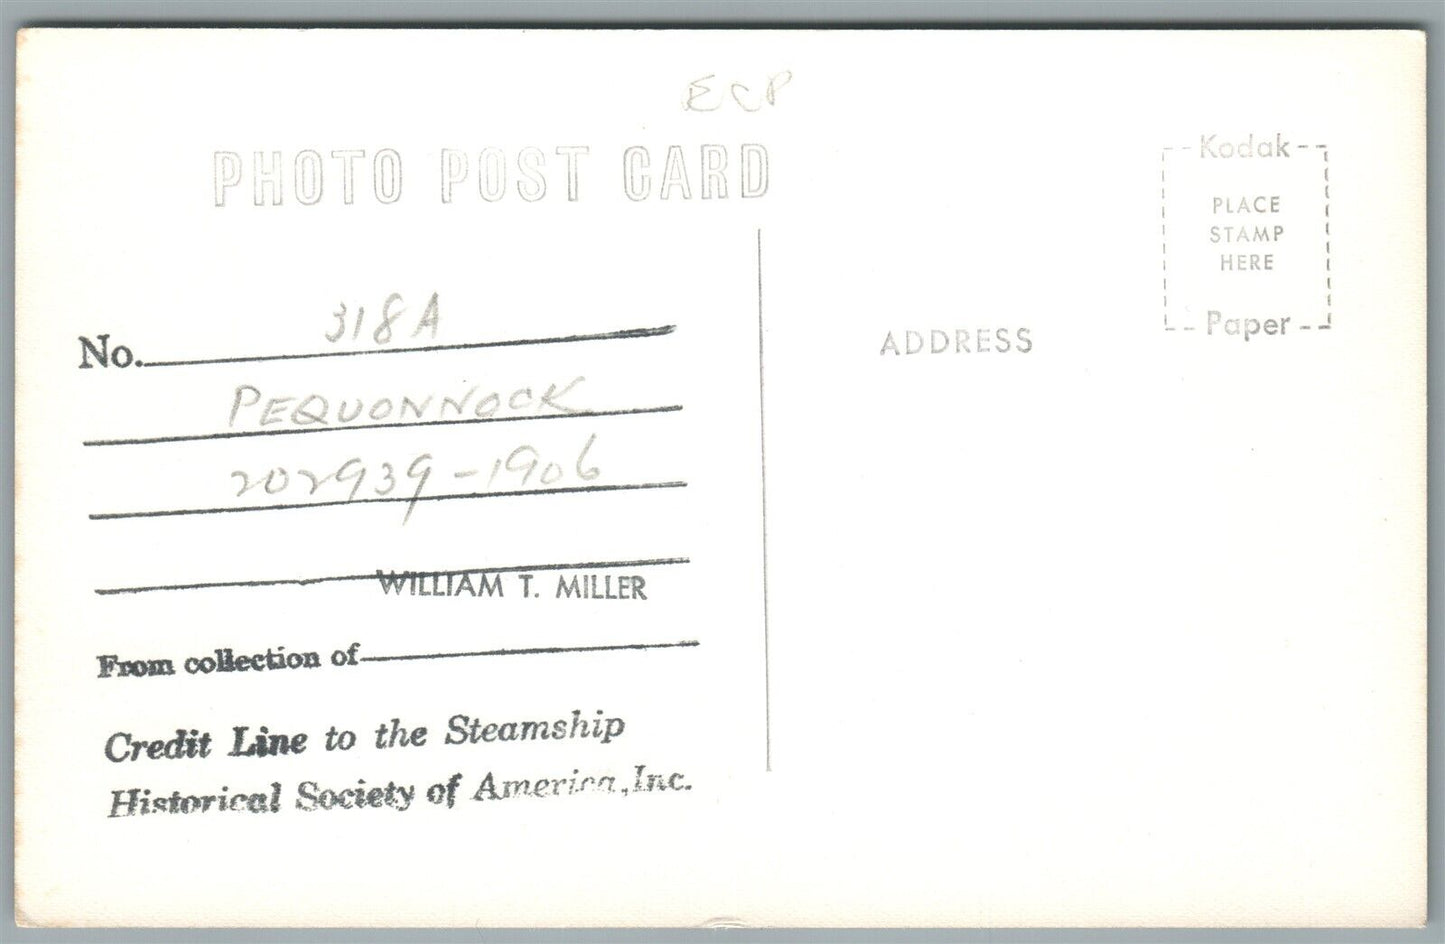 ECP
PHOTO POST CARD
Kodak
PLACE
STAMP
HERE
Paper
ADDRESS
No. 318A
PEQUONNOCK
202939-1906
WILLIAM T. MILLER
From collection of
Credit Line to the Steamship
Historical Society of America, Inc.